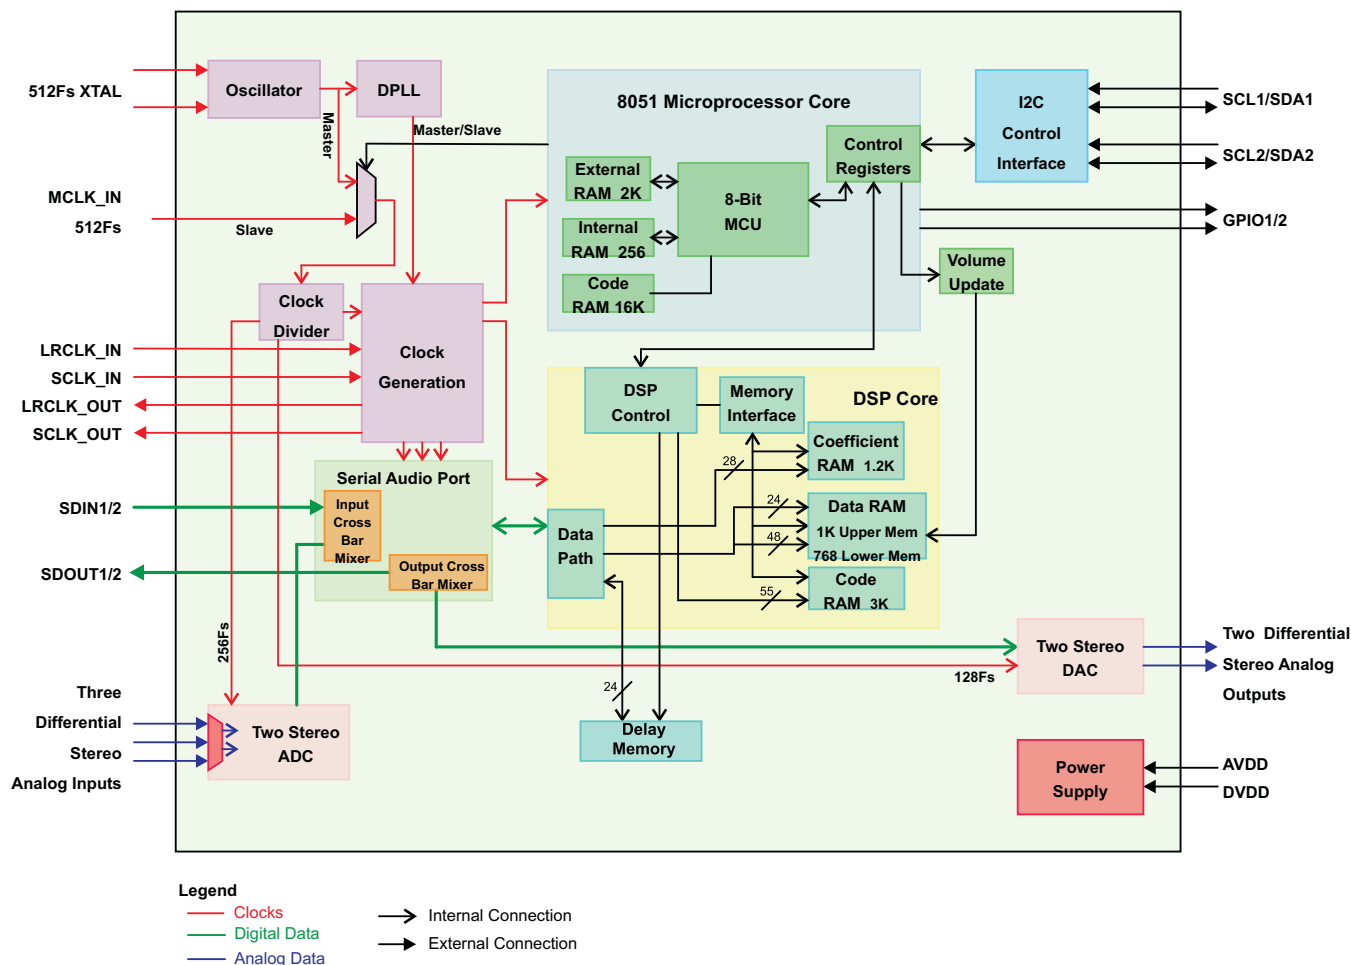 512Fs XTAL
Oscillator
DPLL
Master
Master/Slave
MCLK_IN
512Fs
Slave
8051 Microprocessor Core
External
RAM 2K
Internal
RAM 256
Code
RAM 16K
8-Bit
MCU
Control
Registers
I2C
Control
Interface
SCL1/SDA1
SCL2/SDA2
GPIO1/2
Volume
Update
Clock
Divider
Clock
Generation
LRCLK_IN
SCLK_IN
LRCLK_OUT
SCLK_OUT
DSP Core
DSP
Control
Memory
Interface
Coefficient
RAM 1.2K
28
Data RAM
1K Upper Mem
768 Lower Mem
24
48
Code
RAM 3K
55
Data
Path
Serial Audio Port
Input
Cross
Bar
Mixer
Output Cross
Bar Mixer
SDIN1/2
SDOUT1/2
256Fs
128Fs
24
Delay
Memory
Two Stereo
DAC
Two Differential
Stereo Analog
Outputs
Three
Differential
Stereo
Analog Inputs
Two Stereo
ADC
Power
Supply
AVDD
DVDD
Legend
Clocks
Digital Data
Analog Data
Internal Connection
External Connection